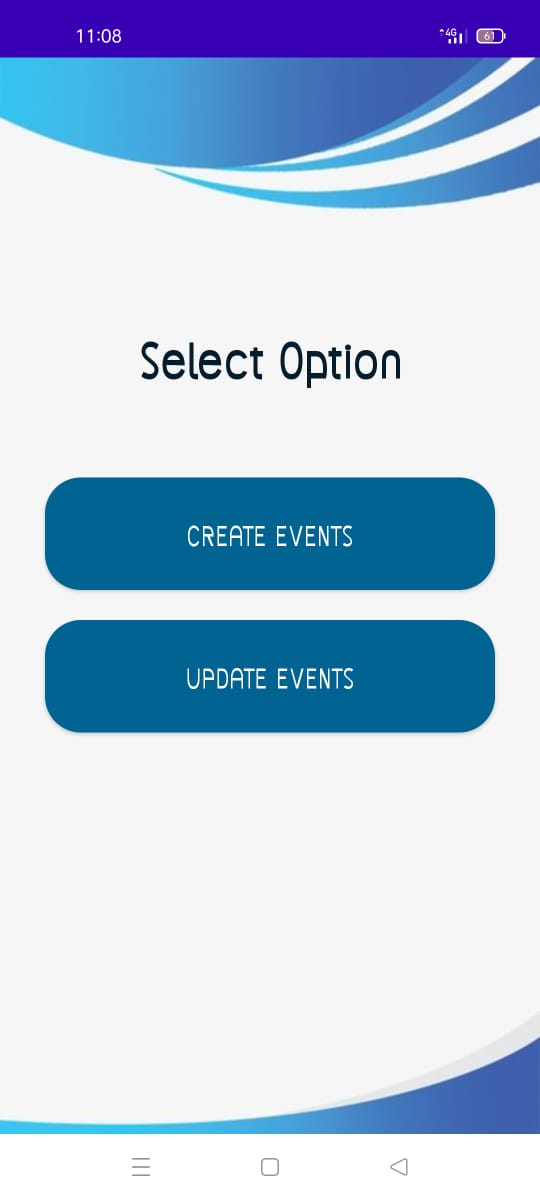 11:08
4G 61
Select Option
CREATE EVENTS
UPDATE EVENTS